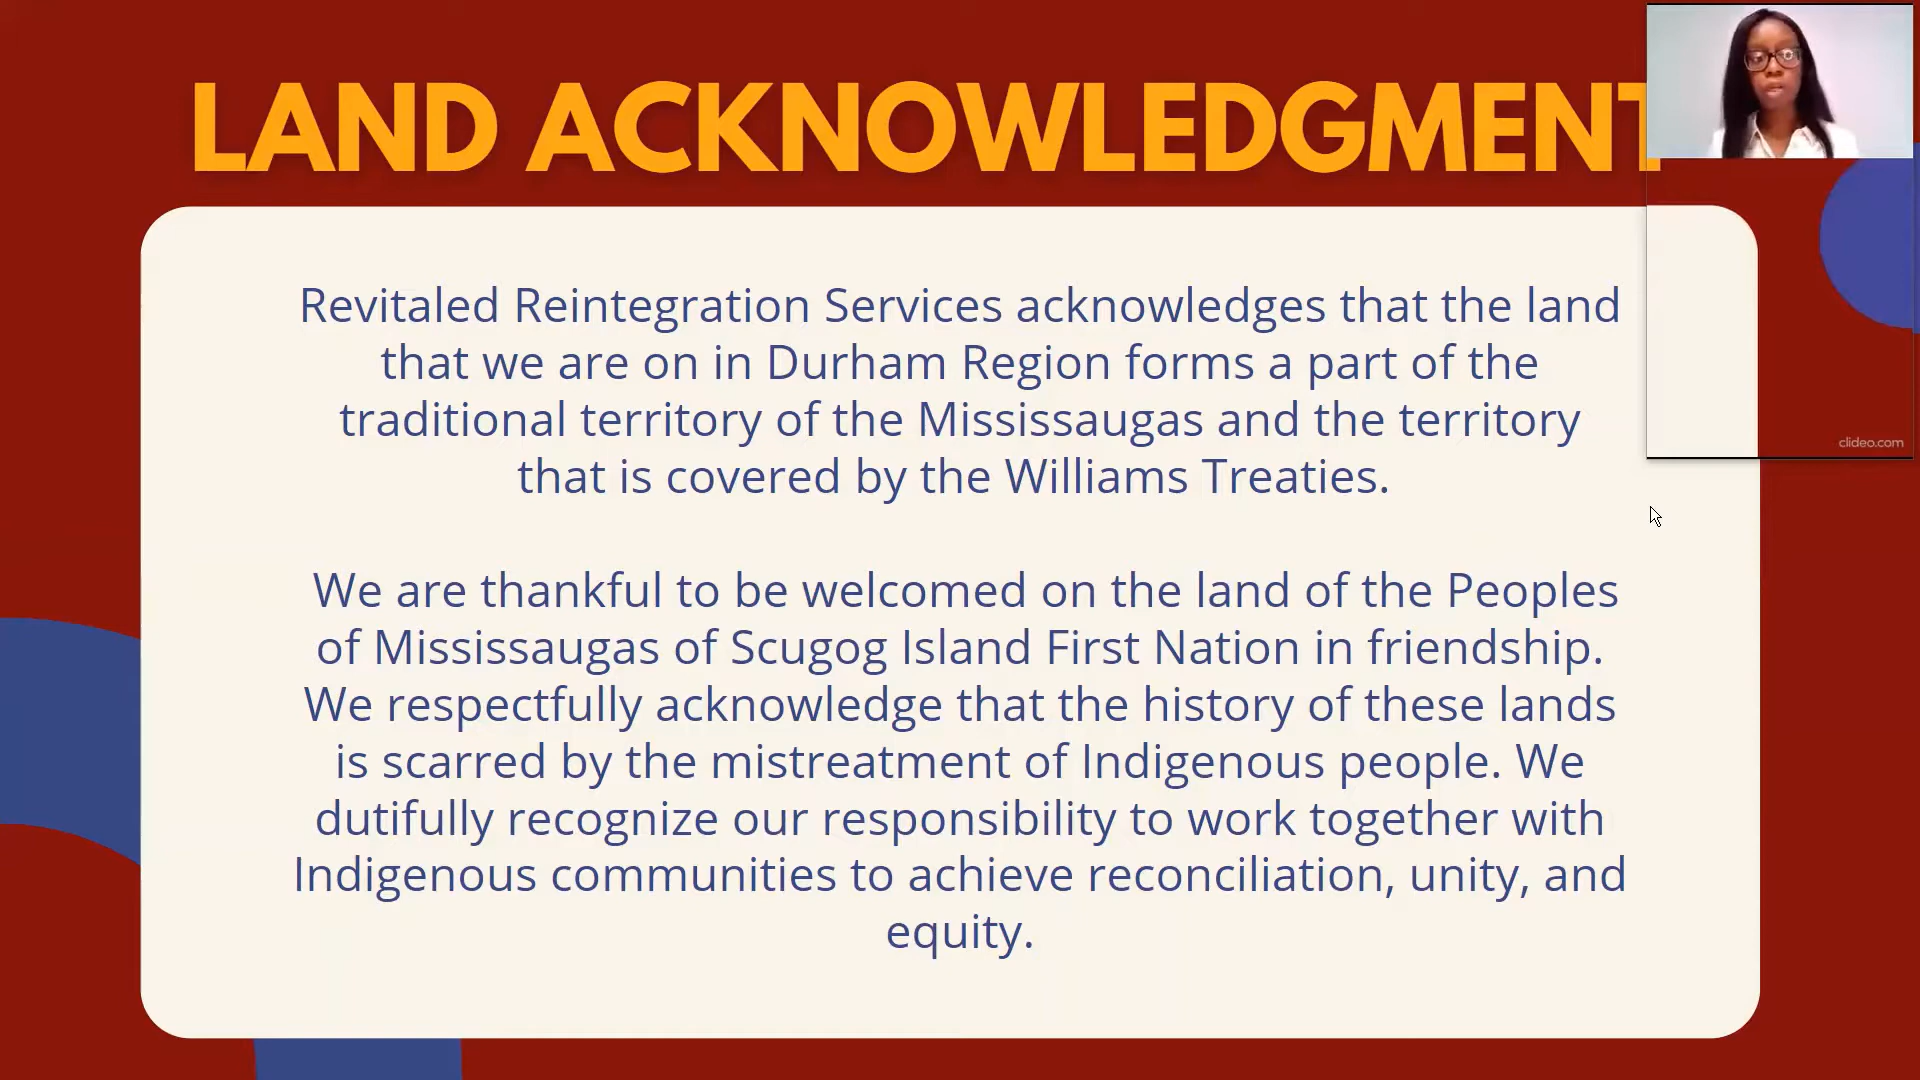 LAND ACKNOWLEDGMENT
Revitaled Reintegration Services acknowledges that the land
that we are on in Durham Region forms a part of the
traditional territory of the Mississaugas and the territory
that is covered by the Williams Treaties.
We are thankful to be welcomed on the land of the Peoples
of Mississaugas of Scugog Island First Nation in friendship.
We respectfully acknowledge that the history of these lands
is scarred by the mistreatment of Indigenous people. We
dutifully recognize our responsibility to work together with
Indigenous communities to achieve reconciliation, unity, and
equity.
clideo.com